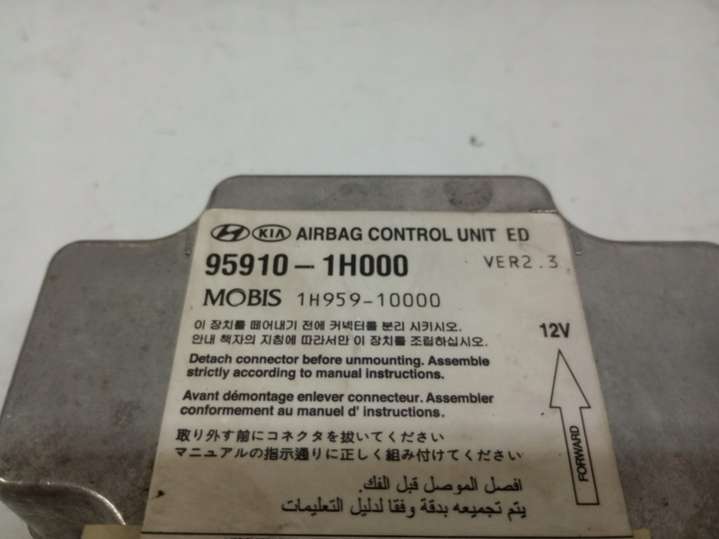 KIA AIRBAG CONTROL UNIT ED
95910-1H000 VER2.3
MOBIS 1H959-10000
이 장치를 떼어내기 전에 커넥터를 분리 시키시오.
안내 책자의 지침에 따라서만 이 장치를 조립하십시오.
12V
Detach connector before unmounting. Assemble
strictly according to manual instructions.
Avant démontage enlever connecteur. Assembler
conformement au manuel d' instructions.
FORWARD
取り外す前にコネクタを抜いてください
マニュアルの指示通りに正しく組み付けてください
افصل الموصل قبل الفك.
يتم تجميعه بدقة وفقا لدليل التعليمات